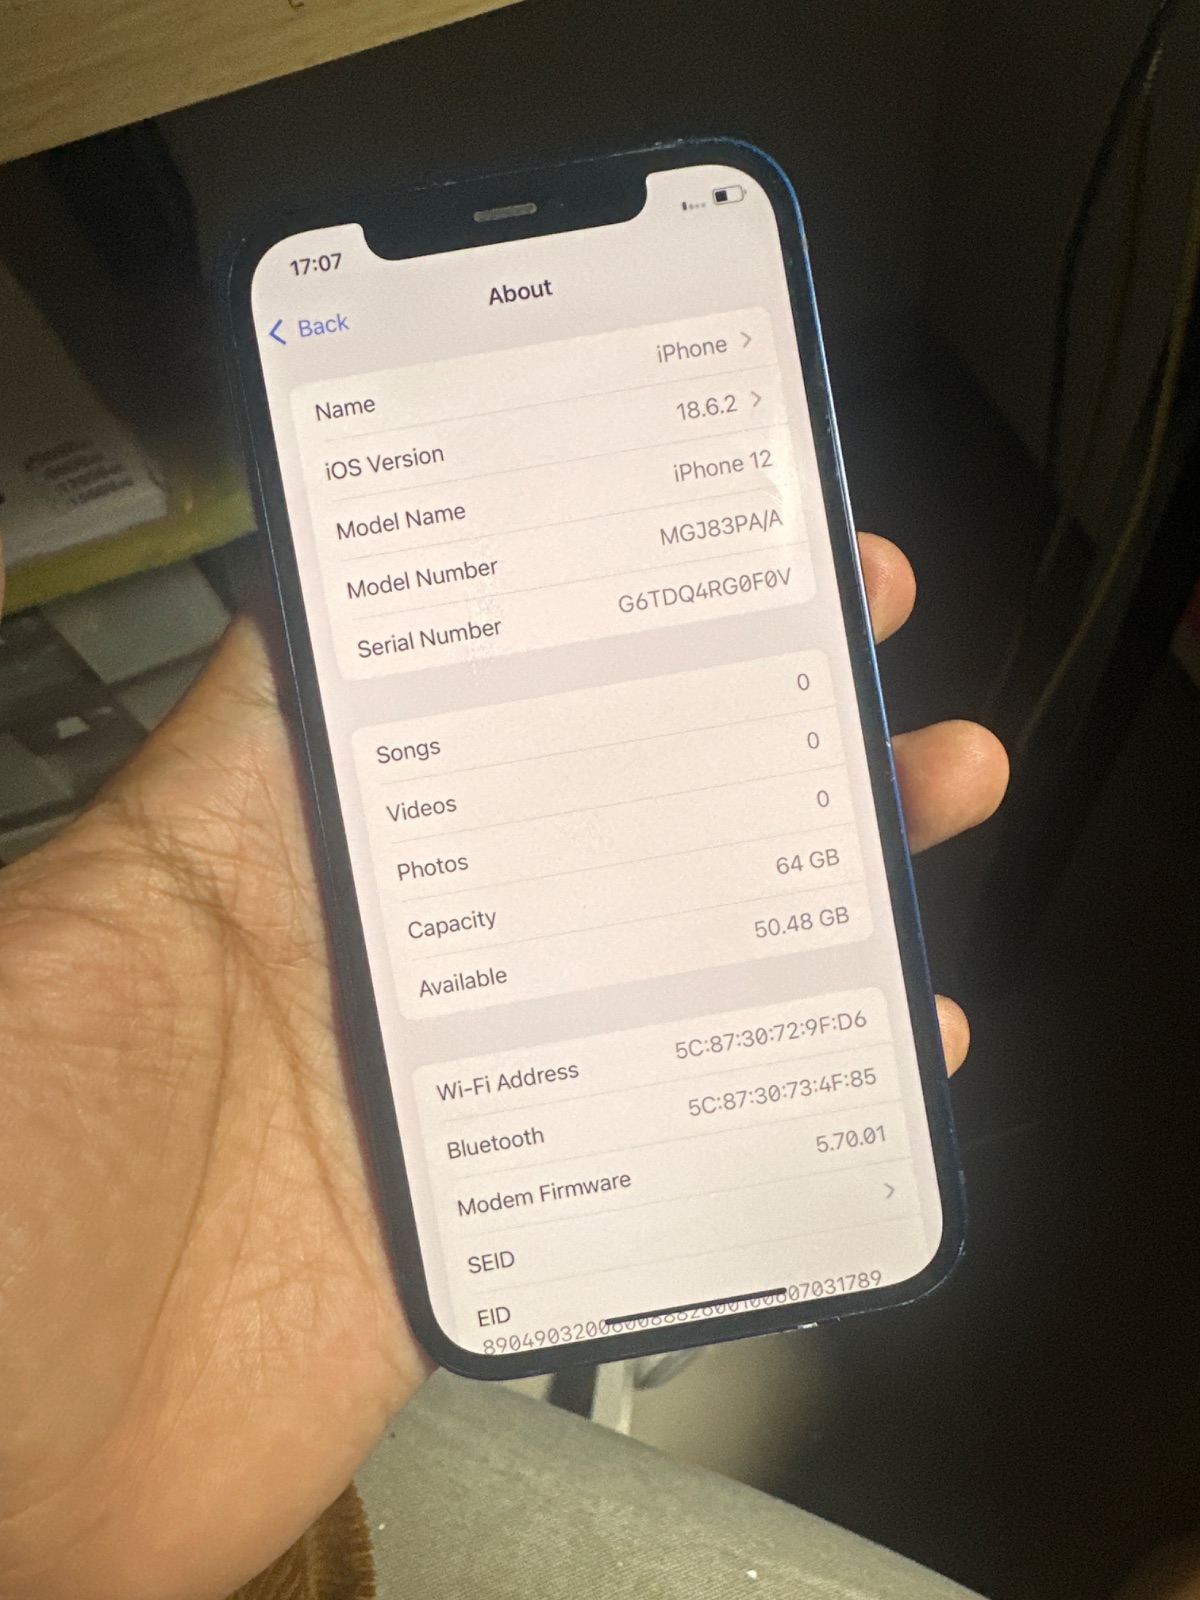 17:07
About
Back
Name iPhone
iOS Version 18.6.2
Model Name iPhone 12
Model Number MGJ83PA/A
Serial Number G6TDQ4RG0F0V
Songs 0
Videos 0
Photos 0
Capacity 64 GB
Available 50.48 GB
Wi-Fi Address 5C:87:30:72:9F:D6
Bluetooth 5C:87:30:73:4F:85
Modem Firmware 5.70.01
SEID
EID